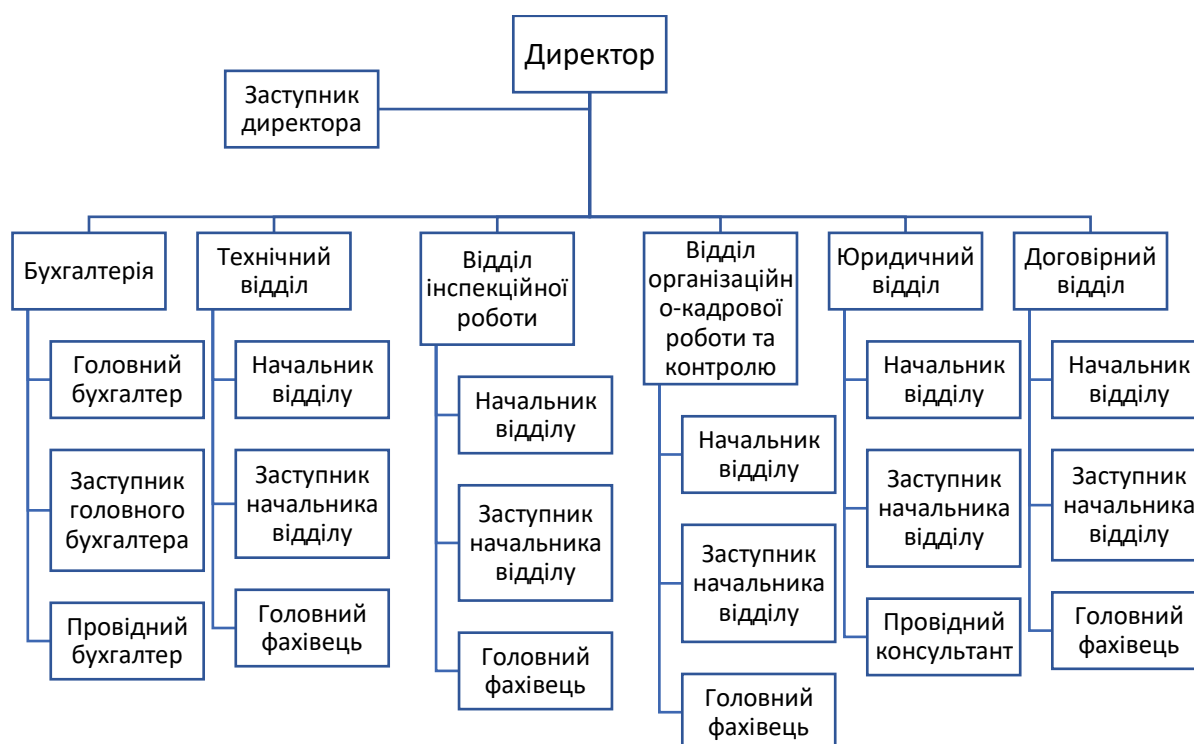 Директор
Заступник
директора
Бухгалтерія
Технічний
відділ
Відділ
інспекційної
роботи
Відділ
організаційн
о-кадрової
роботи та
контролю
Юридичний
відділ
Договірний
відділ
Головний
бухгалтер
Заступник
головного
бухгалтера
Провідний
бухгалтер
Начальник
відділу
Заступник
начальника
відділу
Головний
фахівець
Начальник
відділу
Заступник
начальника
відділу
Головний
фахівець
Начальник
відділу
Заступник
начальника
відділу
Головний
фахівець
Начальник
відділу
Заступник
начальника
відділу
Провідний
консультант
Начальник
відділу
Заступник
начальника
відділу
Головний
фахівець